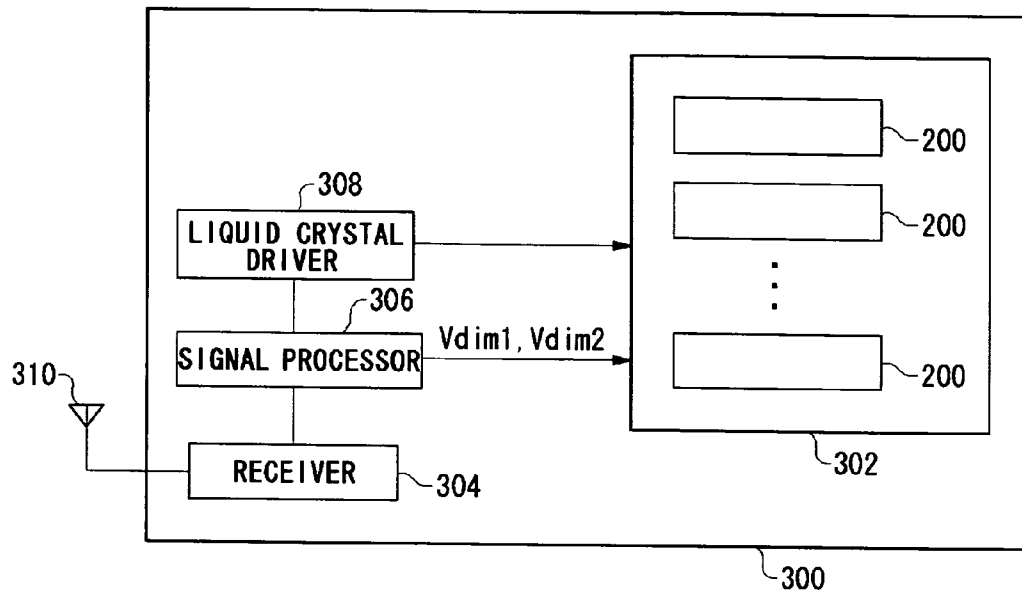 200
308
LIQUID CRYSTAL
DRIVER
200
306
SIGNAL PROCESSOR
Vdim1, Vdim2
310
200
RECEIVER
304
302
300